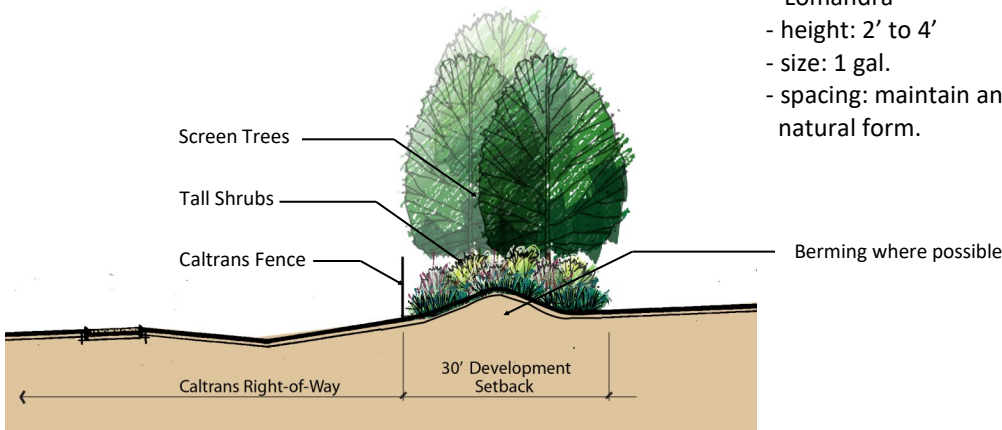 Lomandra
- height: 2’ to 4’
- size: 1 gal.
- spacing: maintain an
natural form.
Screen Trees
Tall Shrubs
Caltrans Fence
Berming where possible
30’ Development
Setback
Caltrans Right-of-Way